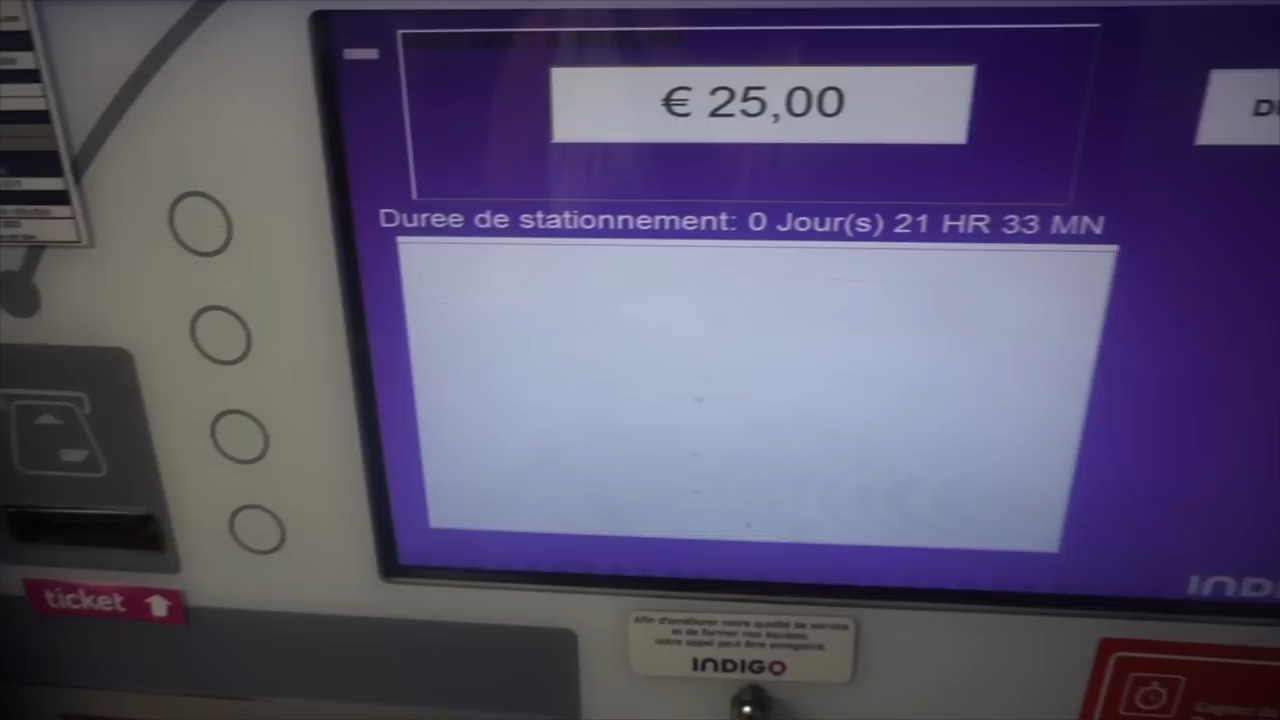 € 25,00
Duree de stationnement: 0 Jour(s) 21 HR 33 MN
ticket
Afin d'améliorer notre qualité de service
et de former nos équipes,
votre appel peut être enregistré.
INDIGO